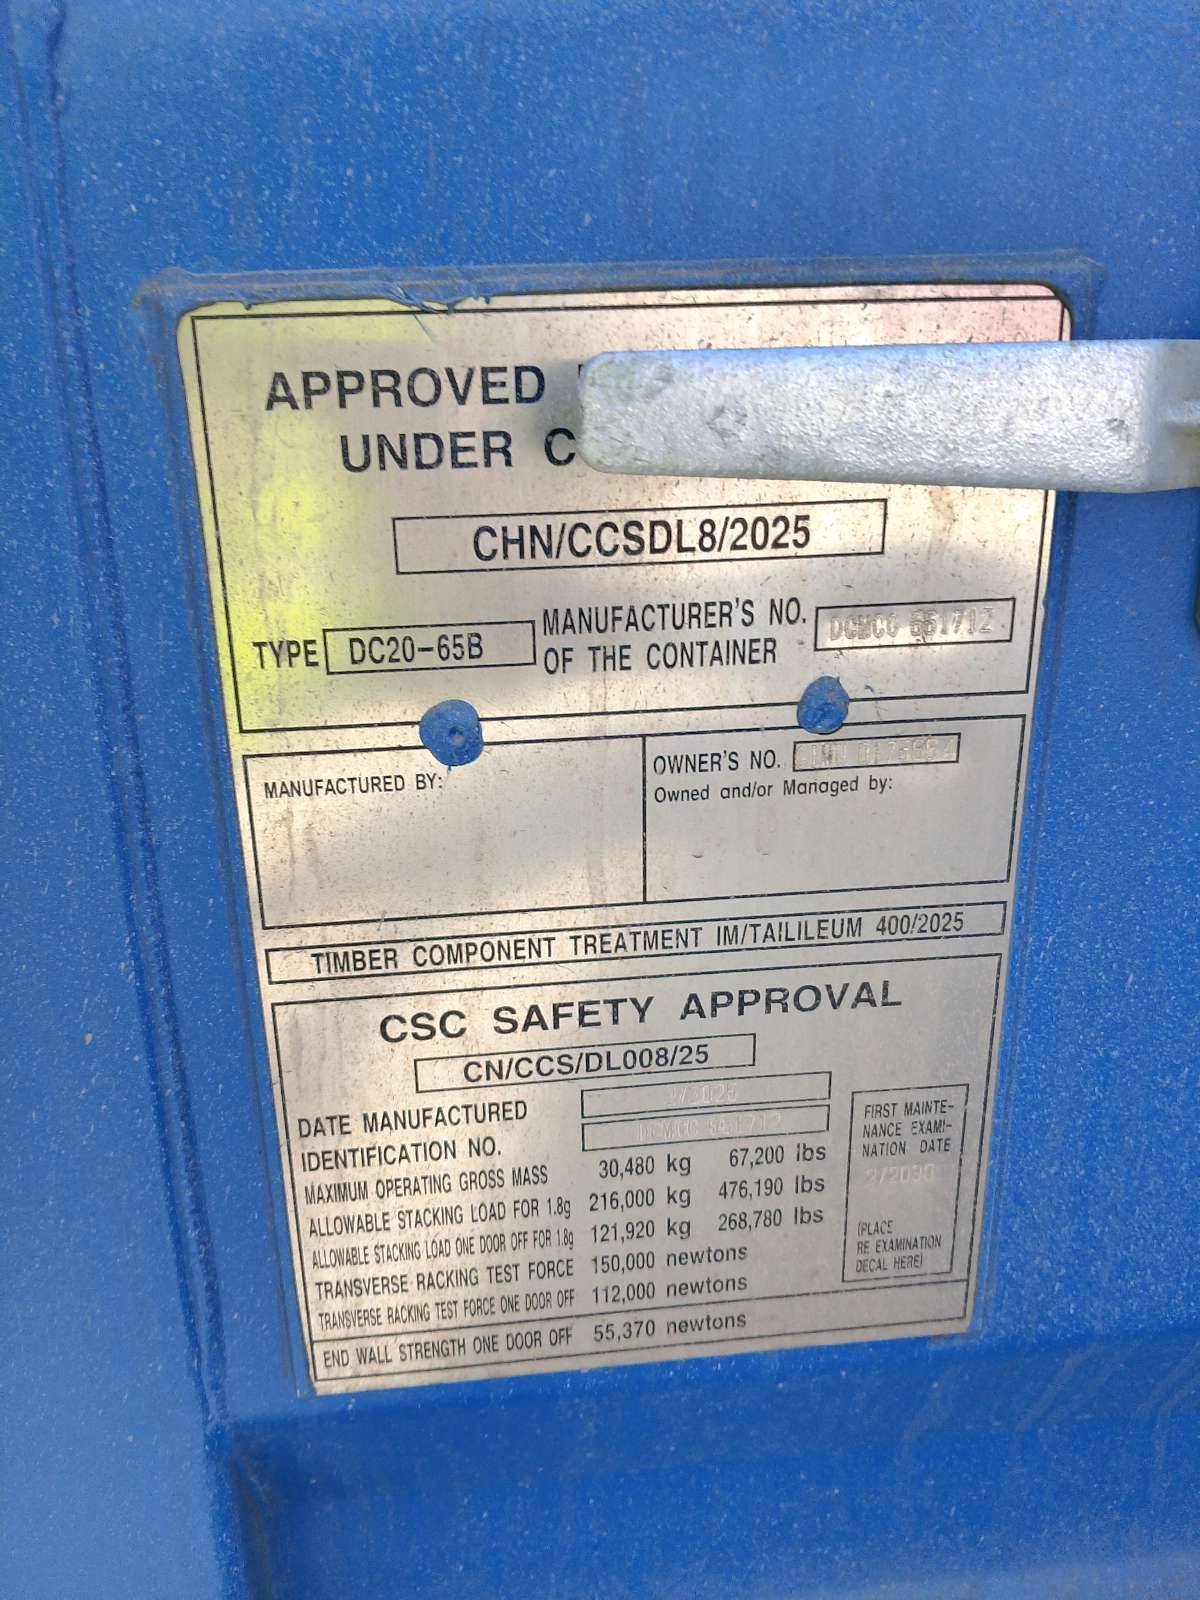 APPROVED
UNDER
CHN/CCSDL8/2025
TYPE DC20-65B
MANUFACTURER'S NO.
OF THE CONTAINER
MANUFACTURED BY:
OWNER'S NO.
Owned and/or Managed by:
TIMBER COMPONENT TREATMENT IM/TAILILEUM 400/2025
CSC SAFETY APPROVAL
CN/CCS/DL008/25
DATE MANUFACTURED
IDENTIFICATION NO.
MAXIMUM OPERATING GROSS MASS 30,480 kg 67,200 lbs
ALLOWABLE STACKING LOAD FOR 1.8g 216,000 kg 476,190 lbs
ALLOWABLE STACKING LOAD ONE DOOR OFF FOR 1.8g 121,920 kg 268,780 lbs
TRANSVERSE RACKING TEST FORCE 150,000 newtons
TRANSVERSE RACKING TEST FORCE ONE DOOR OFF 112,000 newtons
END WALL STRENGTH ONE DOOR OFF 55,370 newtons
FIRST MAINTE-
NANCE EXAMI-
NATION DATE
(PLACE
RE EXAMINATION
DECAL HERE)